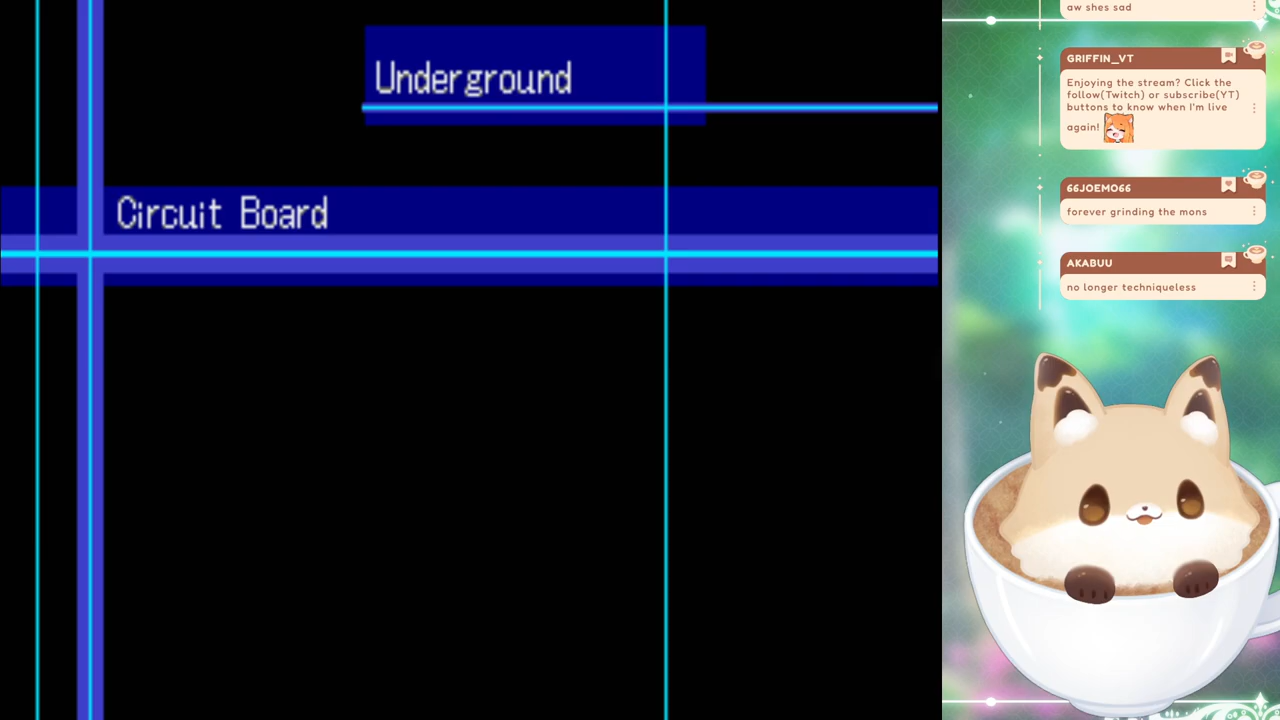 Underground
Circuit Board
aw shes sad
GRIFFIN_VT
Enjoying the stream? Click the
follow(Twitch) or subscribe(YT)
buttons to know when I'm live
again!
66JOEMO66
forever grinding the mons
AKABUU
no longer techniqueless